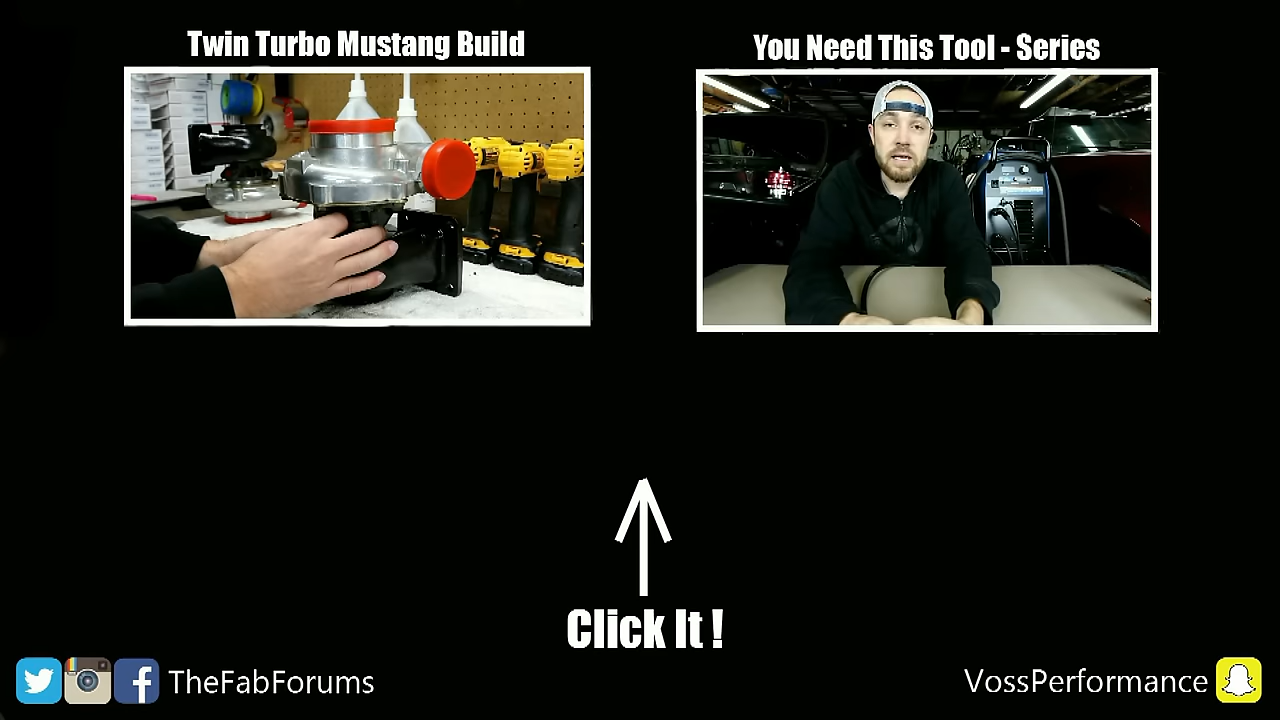 Twin Turbo Mustang Build
You Need This Tool - Series
Click It !
TheFabForums
VossPerformance